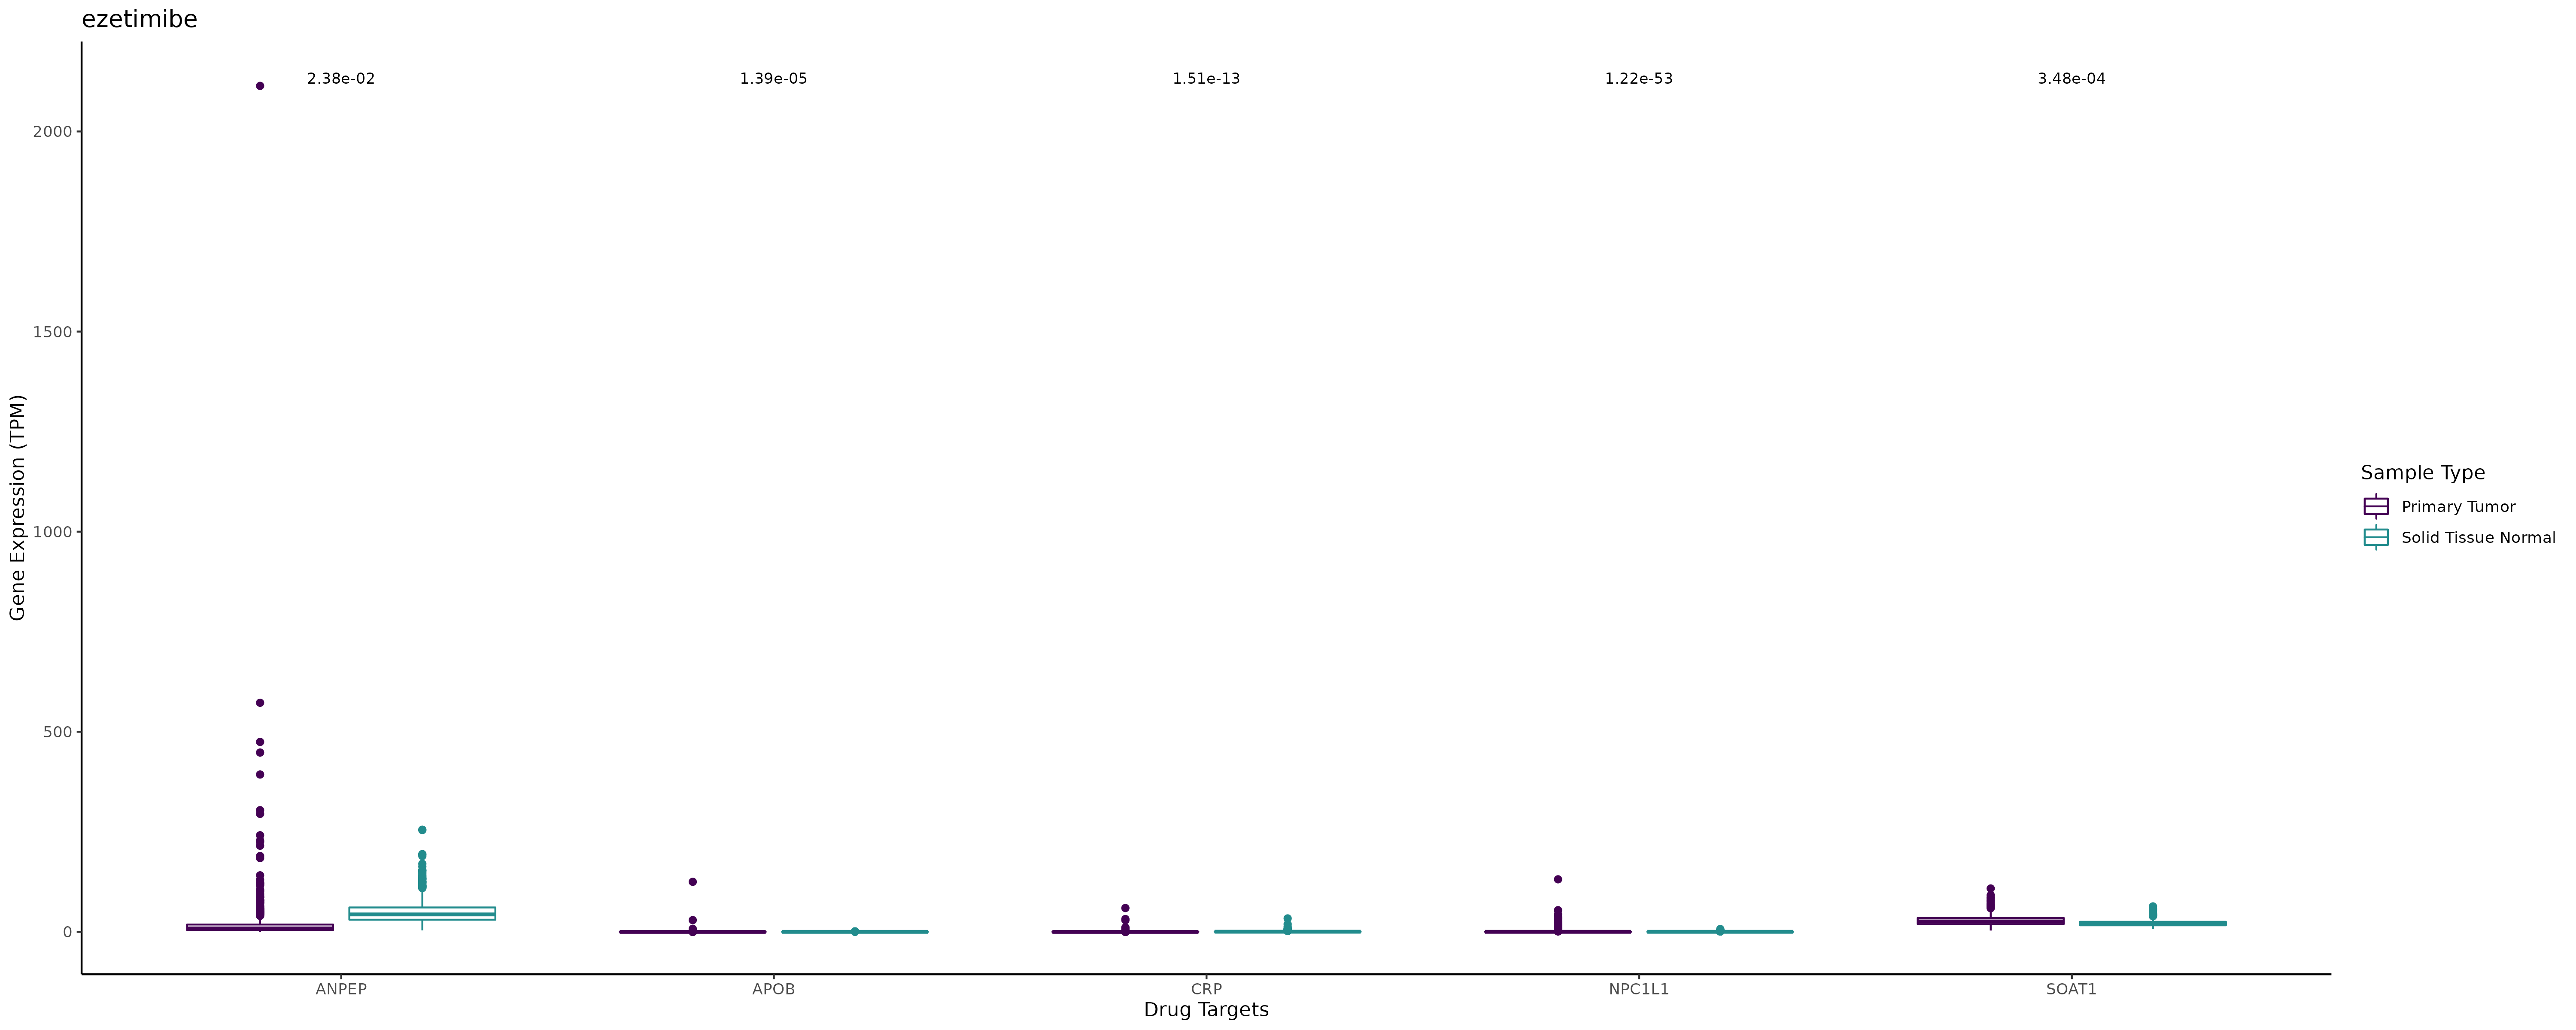 ezetimibe
2.38e-02 1.39e-05 1.51e-13 1.22e-53 3.48e-04
2000
1500
1000
500
0
Gene Expression (TPM)
ANPEP APOB CRP NPC1L1 SOAT1
Drug Targets
Sample Type
Primary Tumor
Solid Tissue Normal